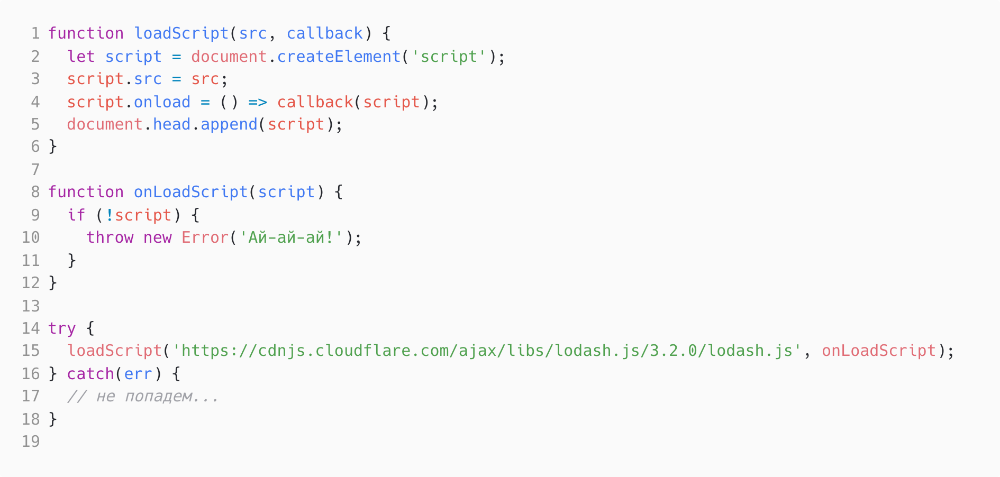 1 function loadScript(src, callback) {
2   let script = document.createElement('script');
3   script.src = src;
4   script.onload = () => callback(script);
5   document.head.append(script);
6 }
7
8 function onLoadScript(script) {
9   if (!script) {
10     throw new Error('Ай-ай-ай!');
11   }
12 }
13
14 try {
15   loadScript('https://cdnjs.cloudflare.com/ajax/libs/lodash.js/3.2.0/lodash.js', onLoadScript);
16 } catch(err) {
17   // не попадем...
18 }
19